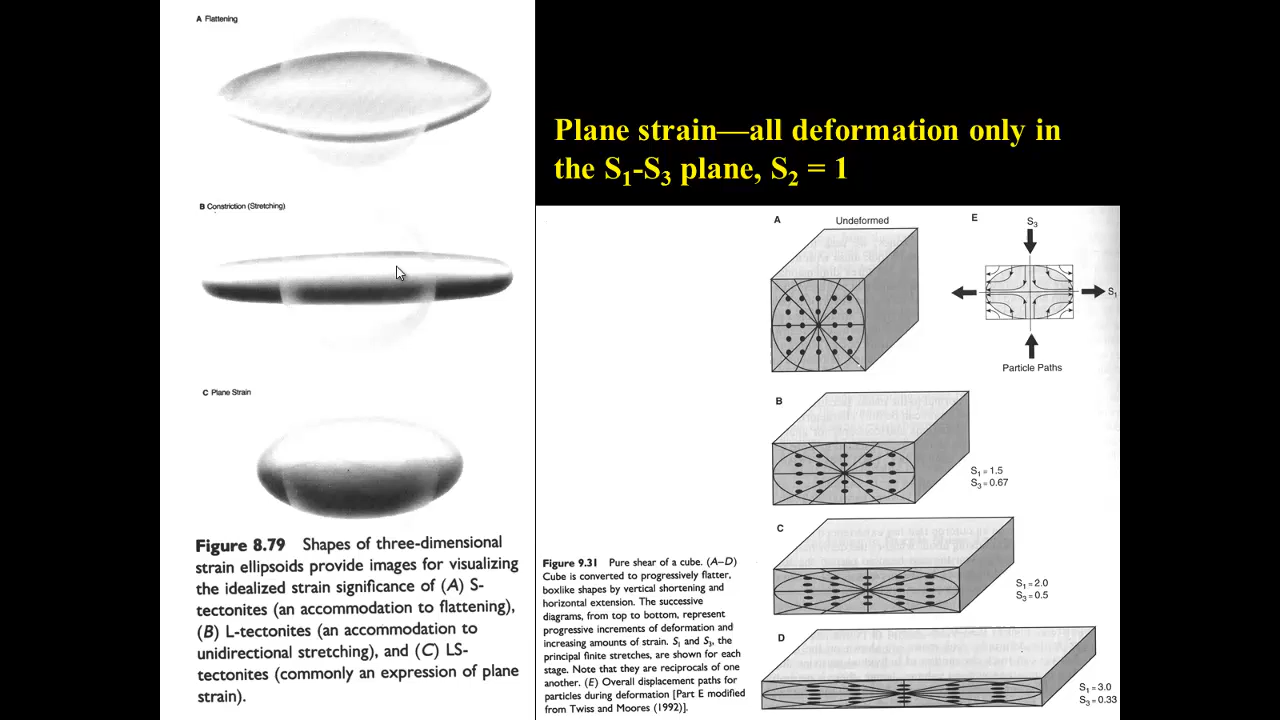 A Flattening
B Constriction (Stretching)
C Plane Strain
Figure 8.79 Shapes of three-dimensional
strain ellipsoids provide images for visualizing
the idealized strain significance of (A) S-
tectonites (an accommodation to flattening),
(B) L-tectonites (an accommodation to
unidirectional stretching), and (C) LS-
tectonites (commonly an expression of plane
strain).
Plane strain—all deformation only in
the S1-S3 plane, S2 = 1
A
Undeformed
E
S3
S1
Particle Paths
B
S1 = 1.5
S3 = 0.67
C
S1 = 2.0
S3 = 0.5
D
S1 = 3.0
S3 = 0.33
Figure 9.31 Pure shear of a cube. (A–D)
Cube is converted to progressively flatter,
boxlike shapes by vertical shortening and
horizontal extension. The successive
diagrams, from top to bottom, represent
progressive increments of deformation and
increasing amounts of strain. S1 and S3, the
principal finite stretches, are shown for each
stage. Note that they are reciprocals of one
another. (E) Overall displacement paths for
particles during deformation [Part E modified
from Twiss and Moores (1992)].